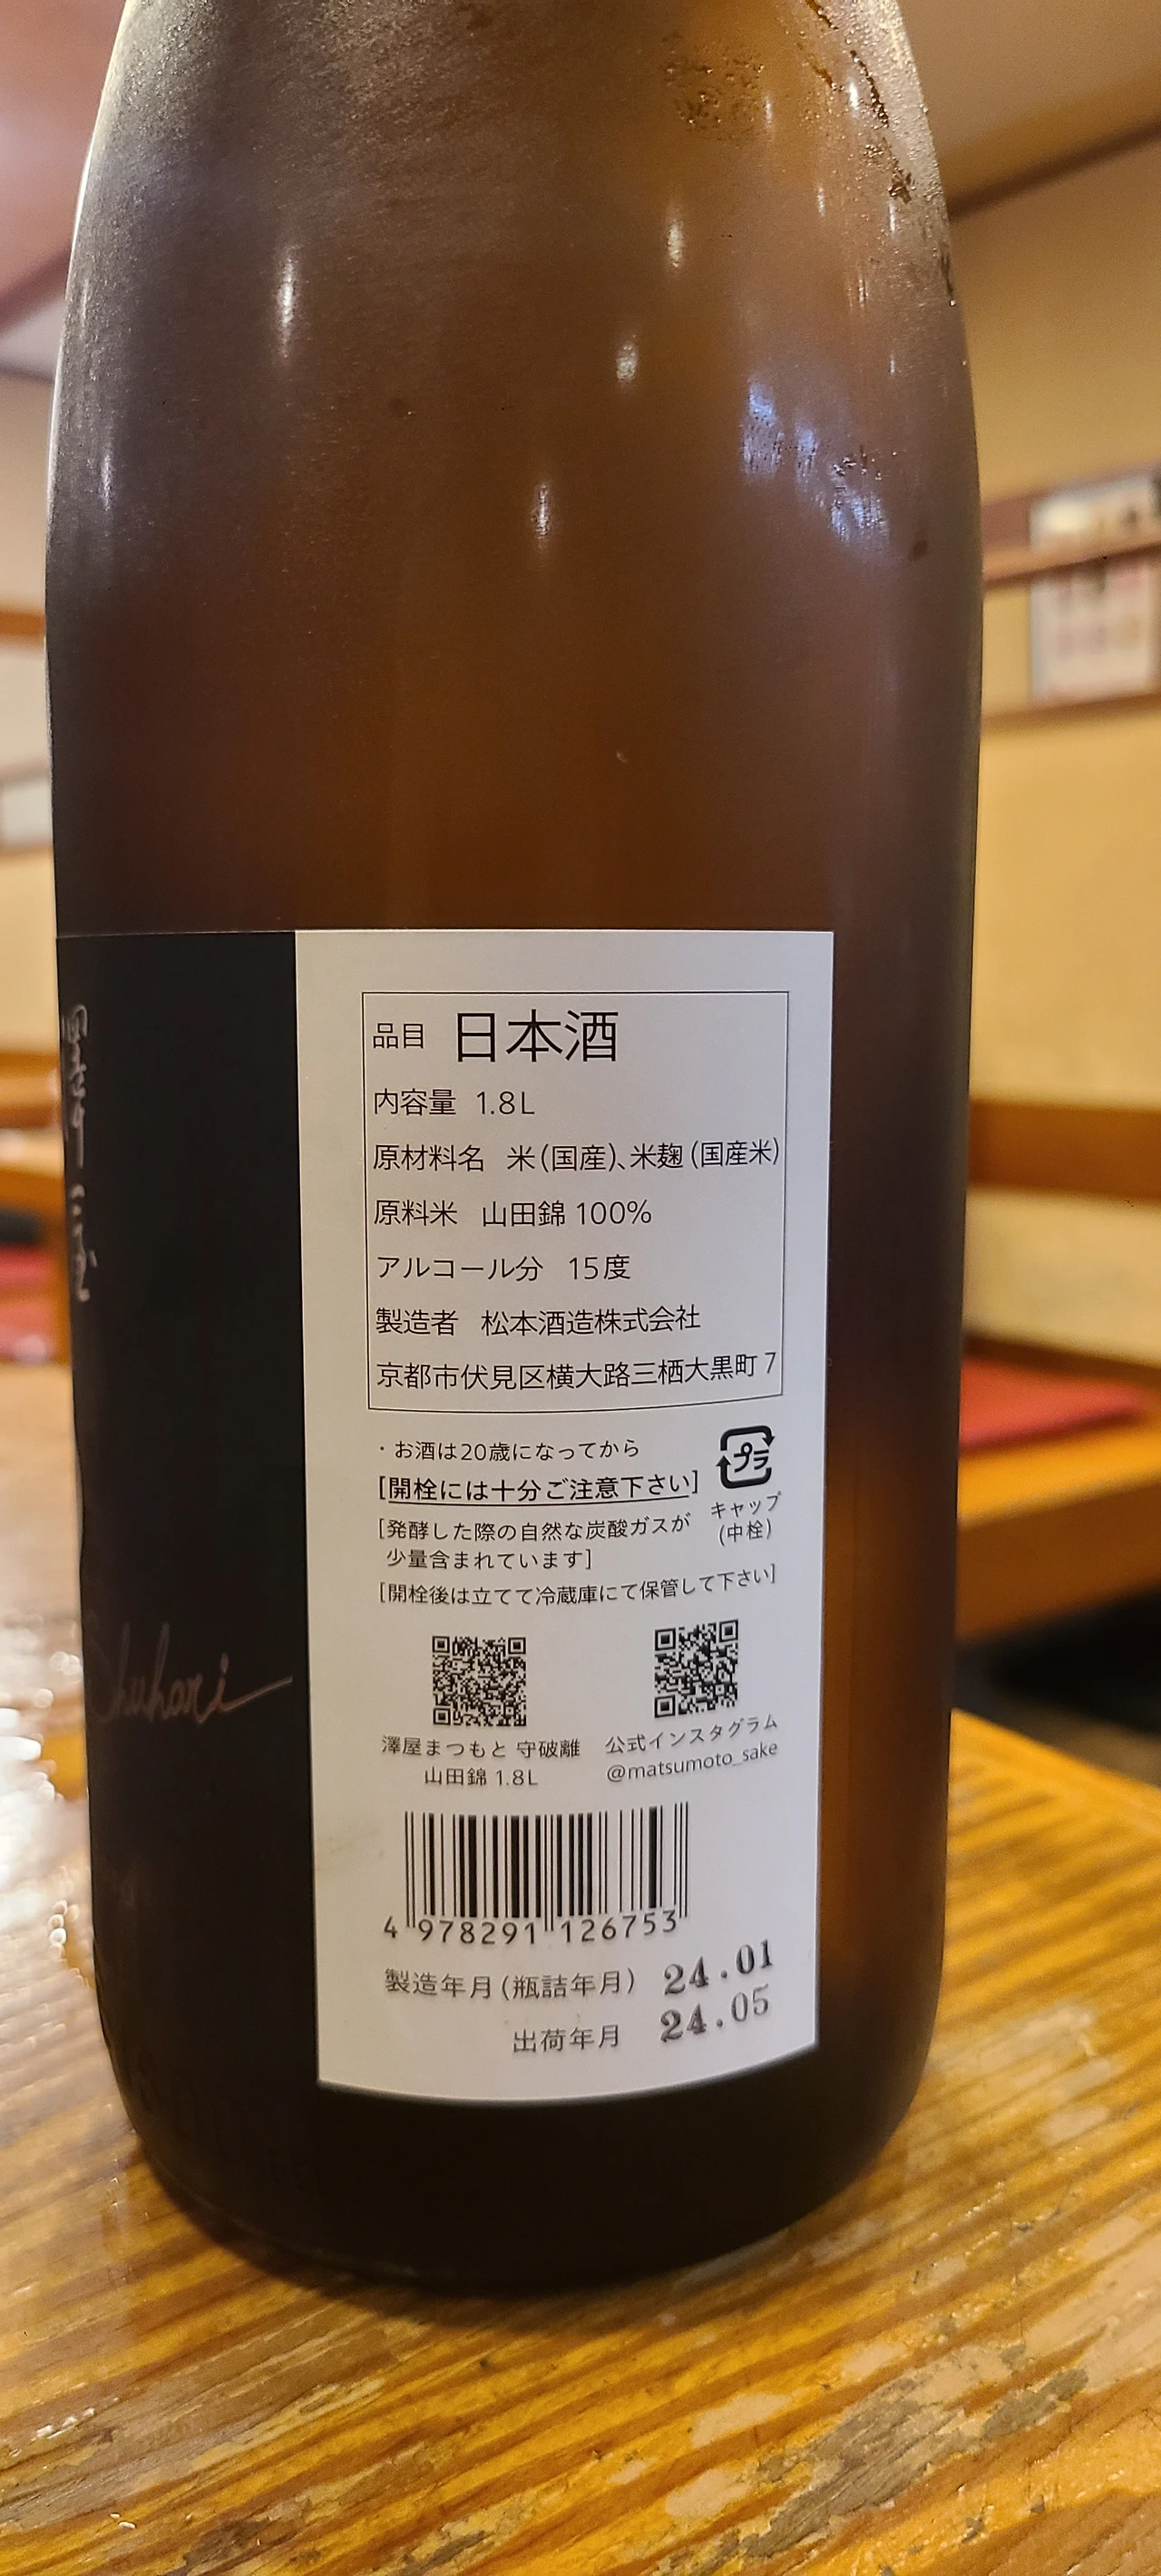 澤屋
Shuhari
品目 日本酒
内容量 1.8L
原材料名 米(国産)、米麹(国産米)
原料米 山田錦100%
アルコール分 15度
製造者 松本酒造株式会社
京都市伏見区横大路三栖大黒町7
・お酒は20歳になってから
[開栓には十分ご注意下さい]
[発酵した際の自然な炭酸ガスが
少量含まれています]
[開栓後は立てて冷蔵庫にて保管して下さい]
プラ
キャップ
(中栓)
澤屋まつもと 守破離
山田錦 1.8L
公式インスタグラム
@matsumoto_sake
4 978291 126753
製造年月(瓶詰年月) 24.01
出荷年月 24.05